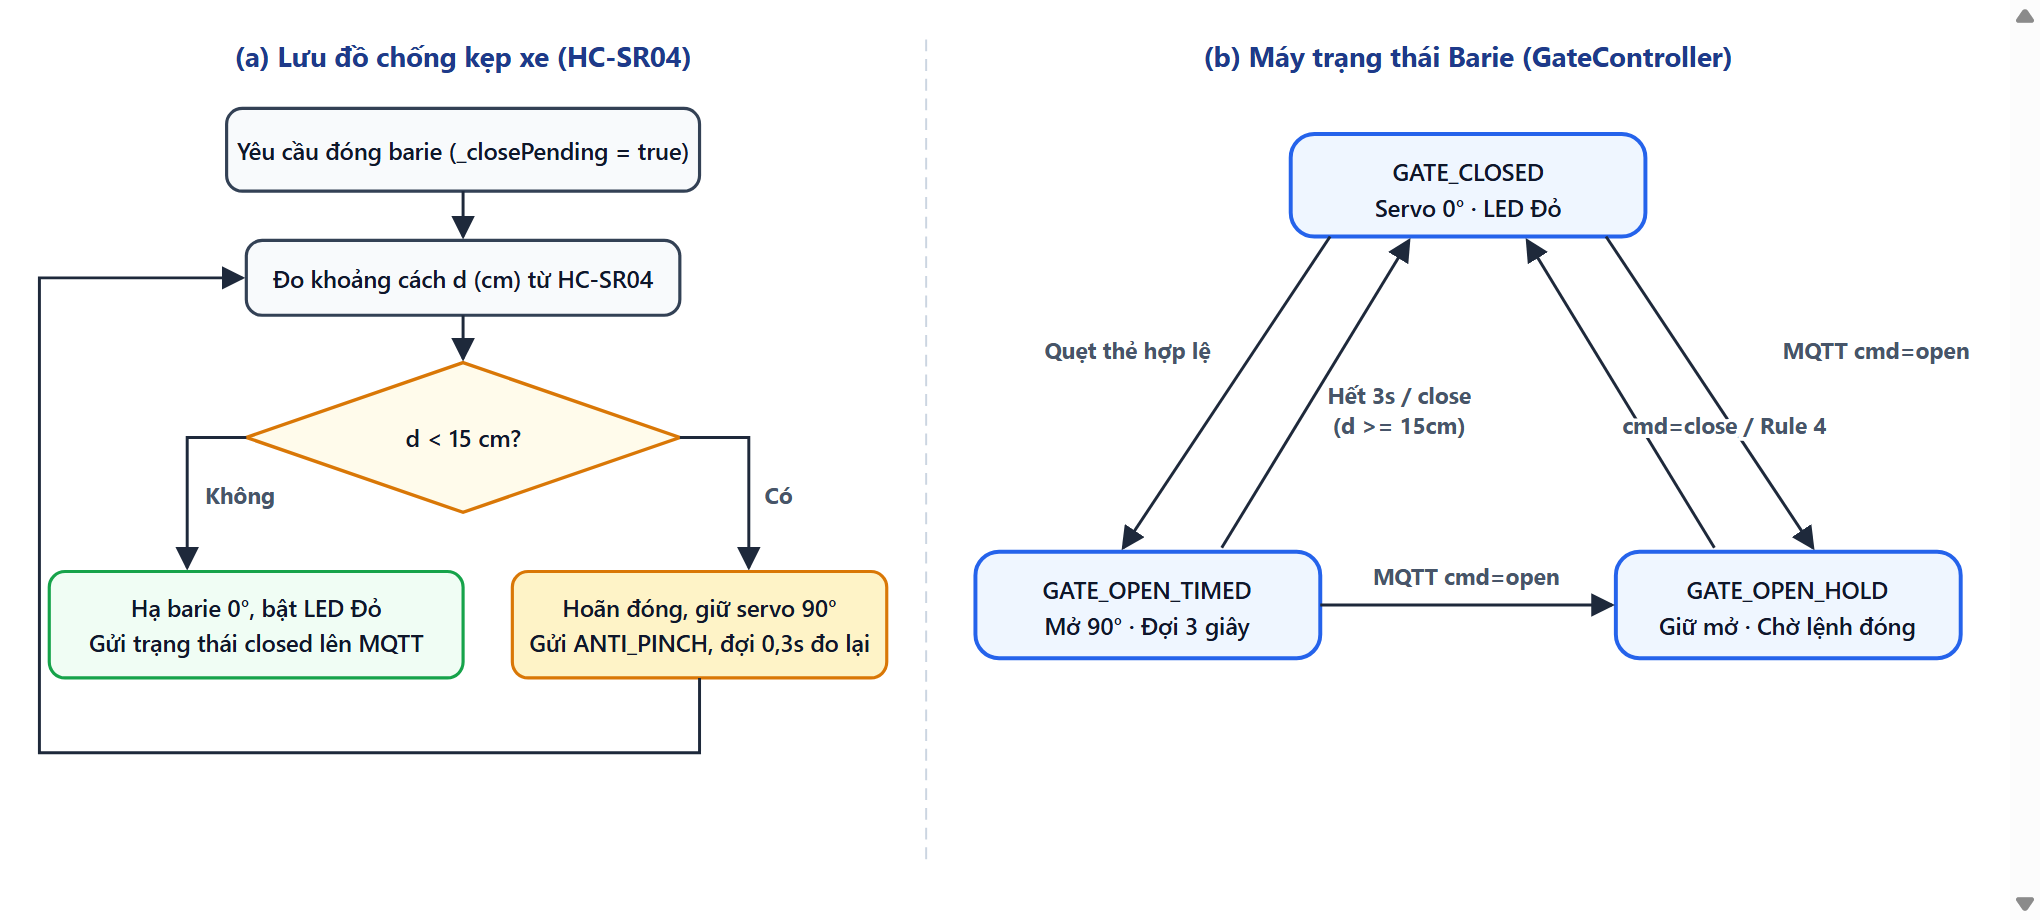 (a) Lưu đồ chống kẹp xe (HC-SR04)
Yêu cầu đóng barie (_closePending = true)
Đo khoảng cách d (cm) từ HC-SR04
d < 15 cm?
Không
Có
Hạ barie 0°, bật LED Đỏ
Gửi trạng thái closed lên MQTT
Hoãn đóng, giữ servo 90°
Gửi ANTI_PINCH, đợi 0,3s đo lại
(b) Máy trạng thái Barie (GateController)
GATE_CLOSED
Servo 0° · LED Đỏ
Quẹt thẻ hợp lệ
Hết 3s / close
(d >= 15cm)
MQTT cmd=open
cmd=close / Rule 4
GATE_OPEN_TIMED
Mở 90° · Đợi 3 giây
MQTT cmd=open
GATE_OPEN_HOLD
Giữ mở · Chờ lệnh đóng